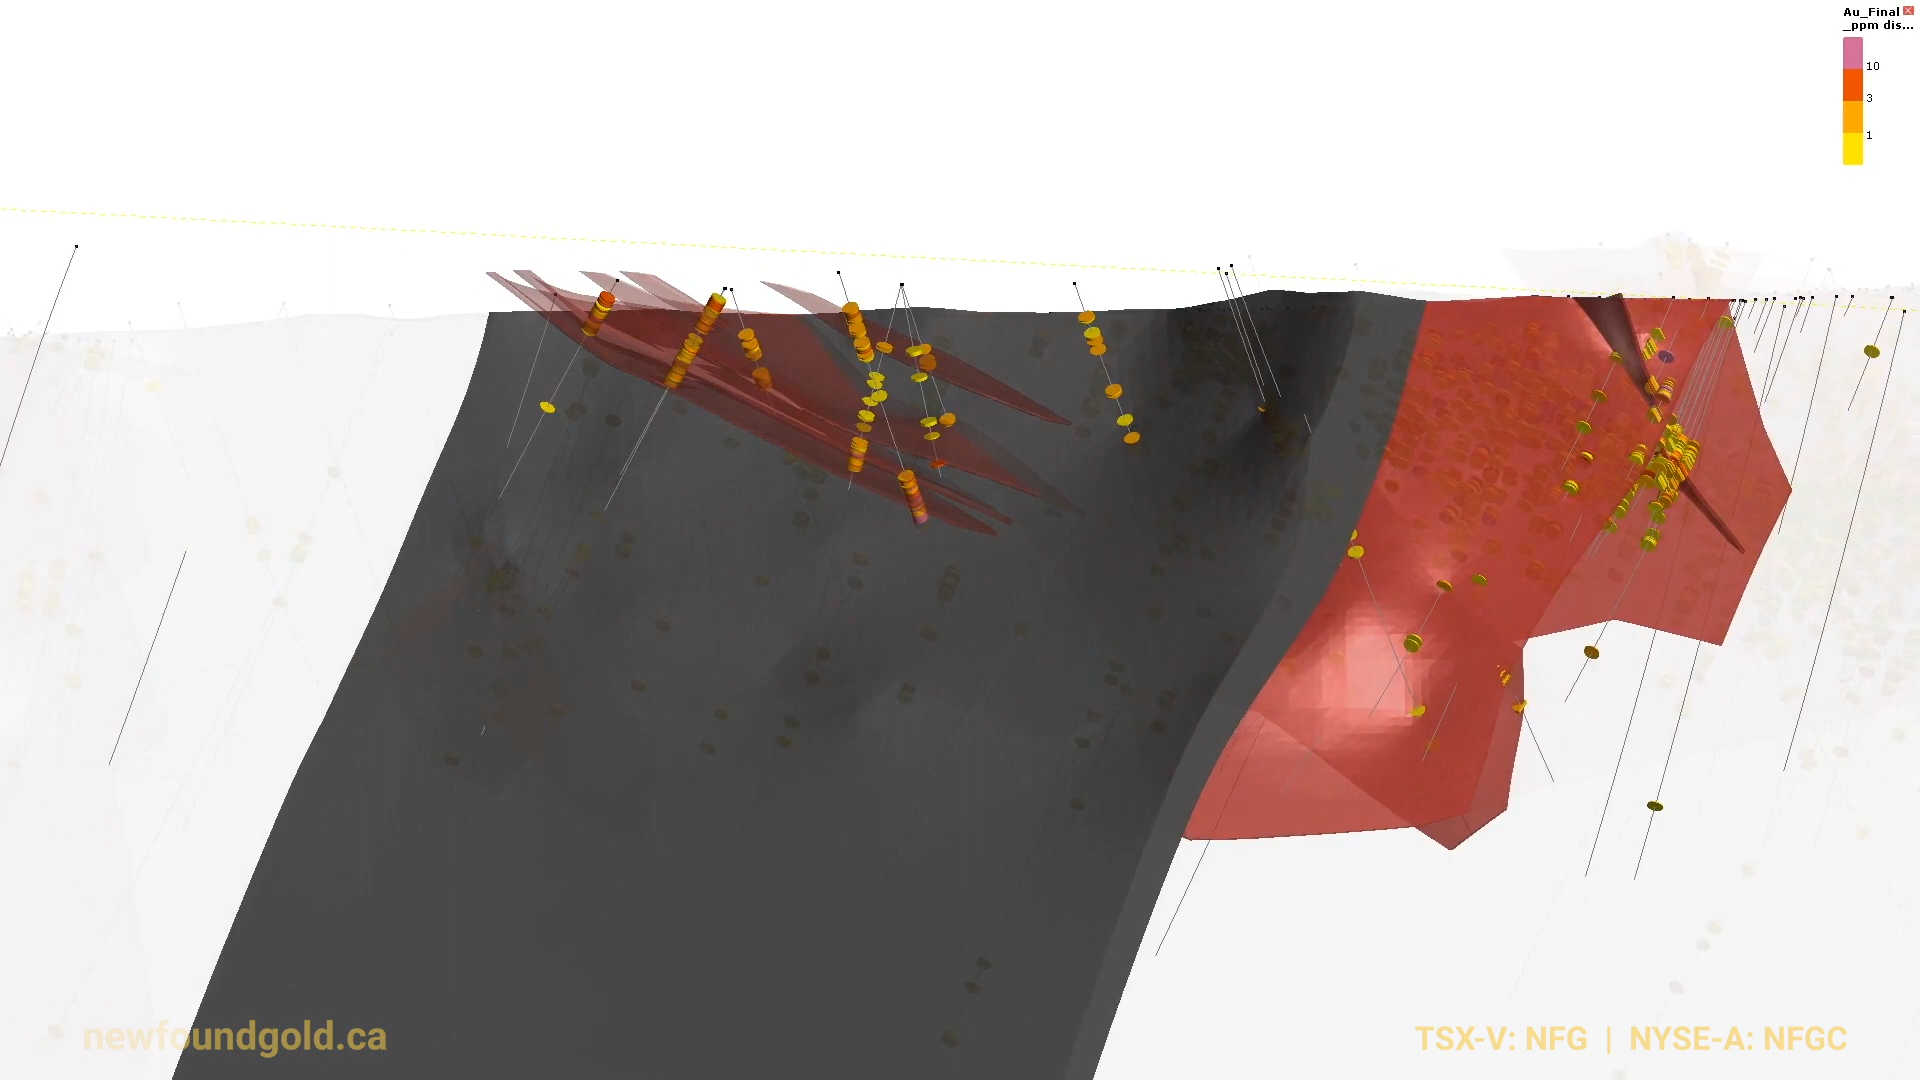 Au_Final
_ppm dis...
10
3
1
newfoundgold.ca
TSX-V: NFG | NYSE-A: NFGC